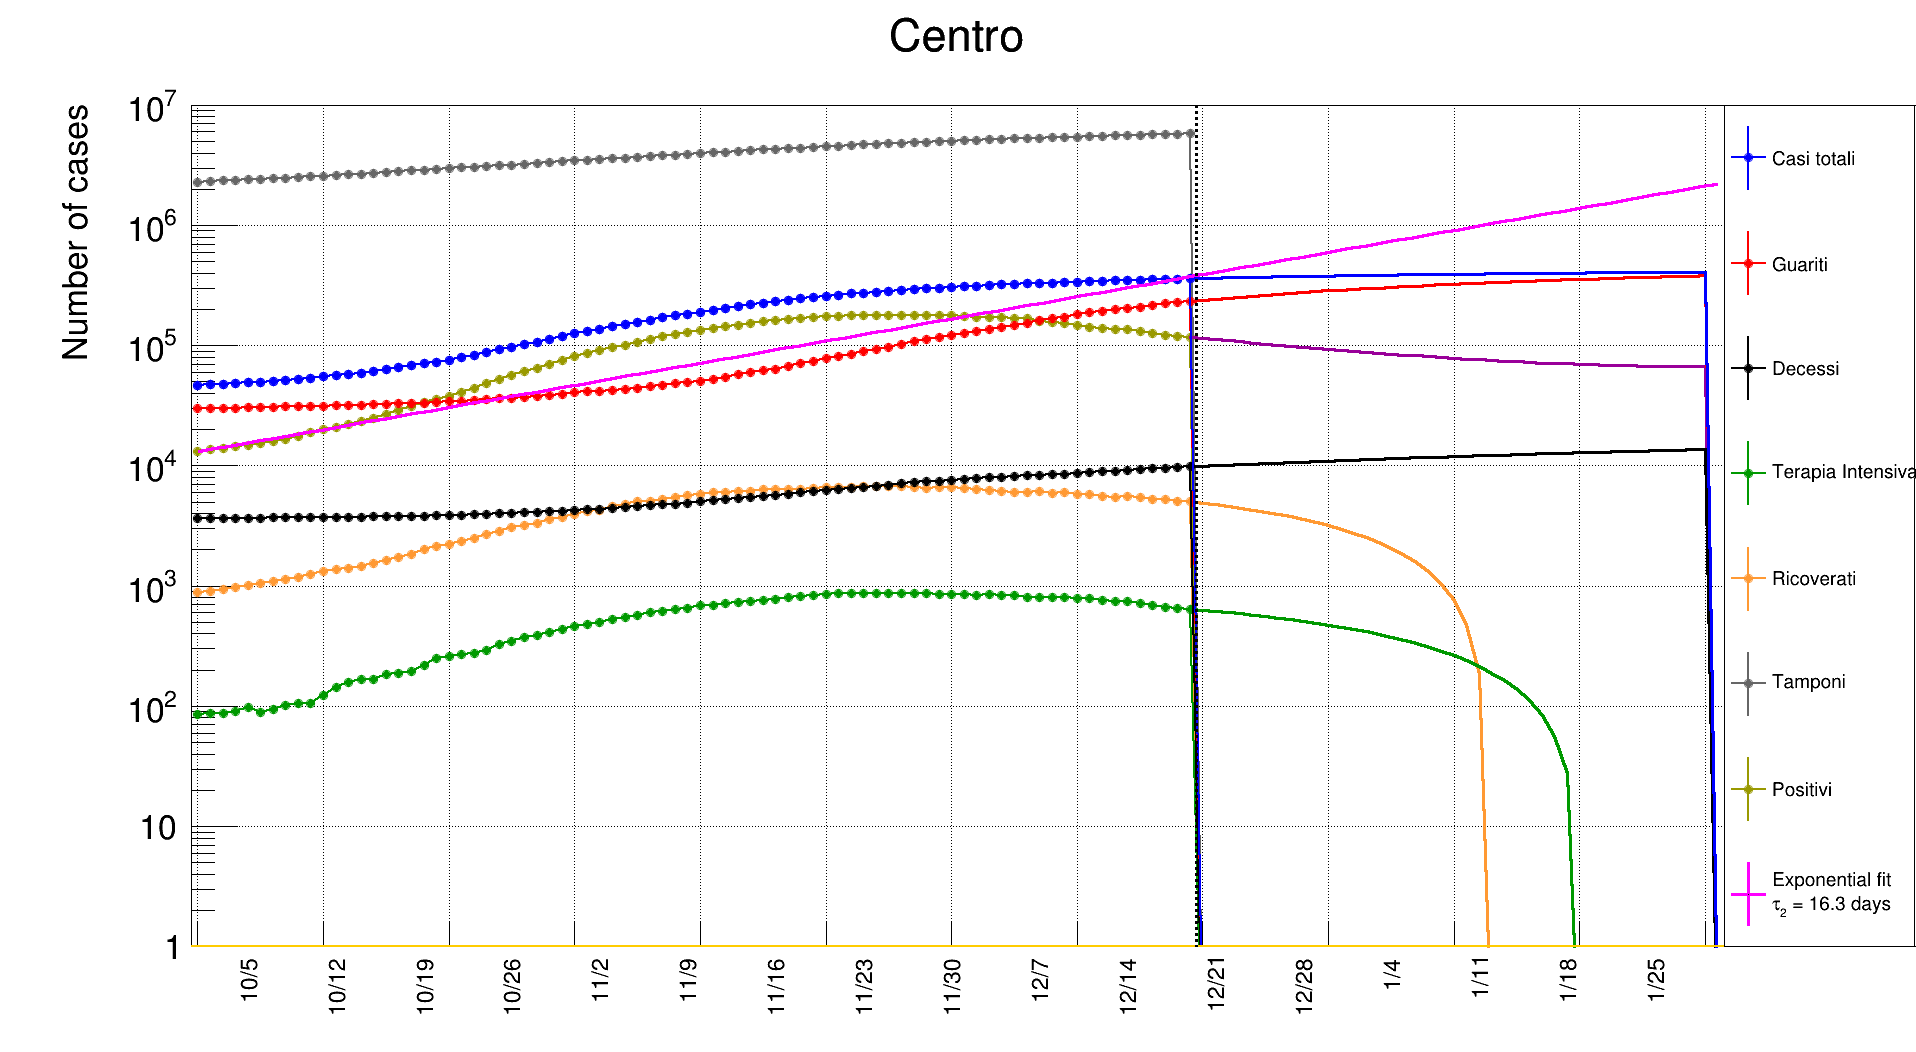 Centro
Number of cases
10^7
10^6
10^5
10^4
10^3
10^2
10
1
10/5 10/12 10/19 10/26 11/2 11/9 11/16 11/23 11/30 12/7 12/14 12/21 12/28 1/4 1/11 1/18 1/25
Casi totali
Guariti
Decessi
Terapia Intensiva
Ricoverati
Tamponi
Positivi
Exponential fit
τ_2 = 16.3 days